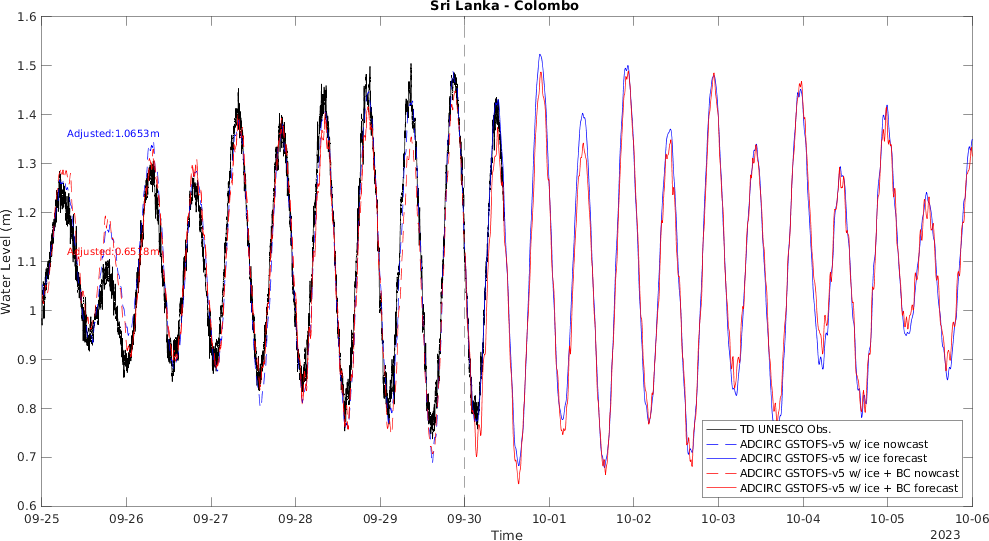 Sri Lanka - Colombo
1.6
1.5
1.4
1.3
1.2
1.1
1
0.9
0.8
0.7
0.6
Water Level (m)
Adjusted:1.0653m
Adjusted:0.6518m
TD UNESCO Obs.
ADCIRC GSTOFS-v5 w/ ice nowcast
ADCIRC GSTOFS-v5 w/ ice forecast
ADCIRC GSTOFS-v5 w/ ice + BC nowcast
ADCIRC GSTOFS-v5 w/ ice + BC forecast
09-25 09-26 09-27 09-28 09-29 09-30 10-01 10-02 10-03 10-04 10-05 10-06
Time
2023